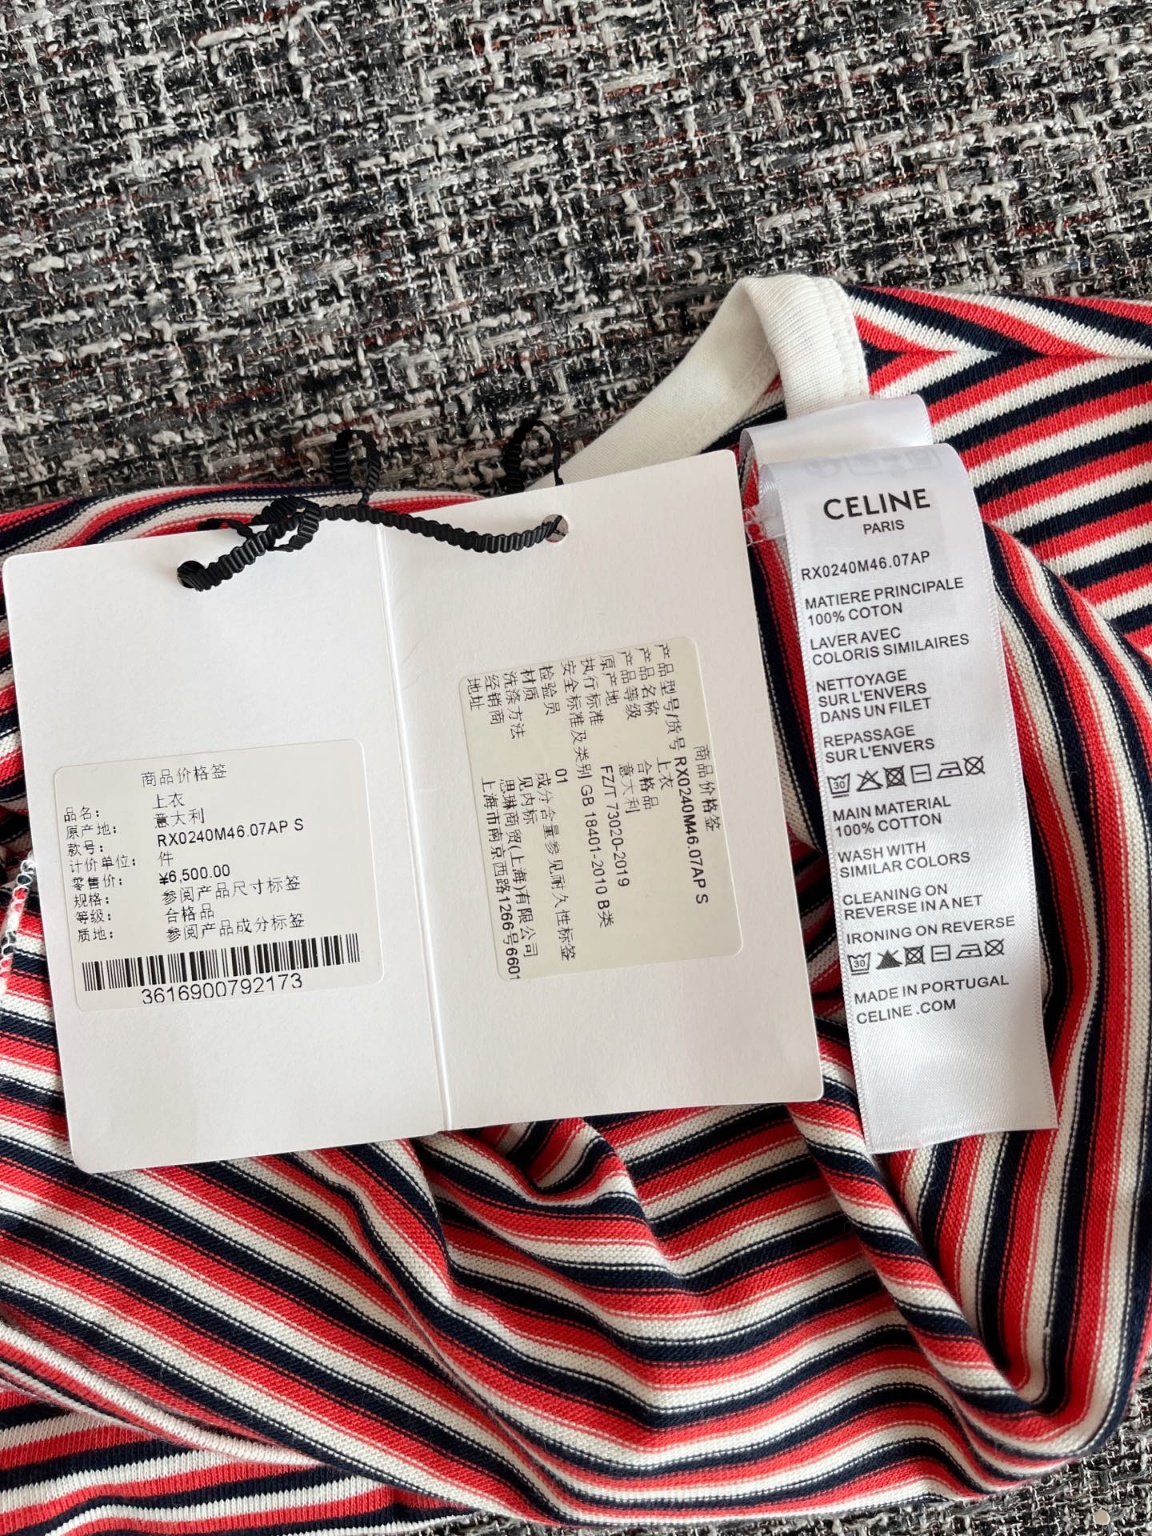 商品价格签
品名： 上衣
原产地： 意大利
款号： RX0240M46.07AP S
计价单位： 件
零售价： ¥6,500.00
规格： 参阅产品尺寸标签
等级： 合格品
质地： 参阅产品成分标签
3616900792173
商品价格签
产品型号/货号 RX0240M46.07AP S
产品名称 上衣
产品等级 合格品
原产地 意大利
执行标准 FZ/T 73020-2019
安全标准及类别 GB 18401-2010 B类
检验员 01
材质 成分含量参见耐久性标签
洗涤方法 见内标
经销商 思琳商贸(上海)有限公司
地址 上海市南京西路1266号6601
CELINE
PARIS
RX0240M46.07AP
MATIERE PRINCIPALE
100% COTON
LAVER AVEC
COLORIS SIMILAIRES
NETTOYAGE
SUR L'ENVERS
DANS UN FILET
REPASSAGE
SUR L'ENVERS
30
MAIN MATERIAL
100% COTTON
WASH WITH
SIMILAR COLORS
CLEANING ON
REVERSE IN A NET
IRONING ON REVERSE
30
MADE IN PORTUGAL
CELINE.COM